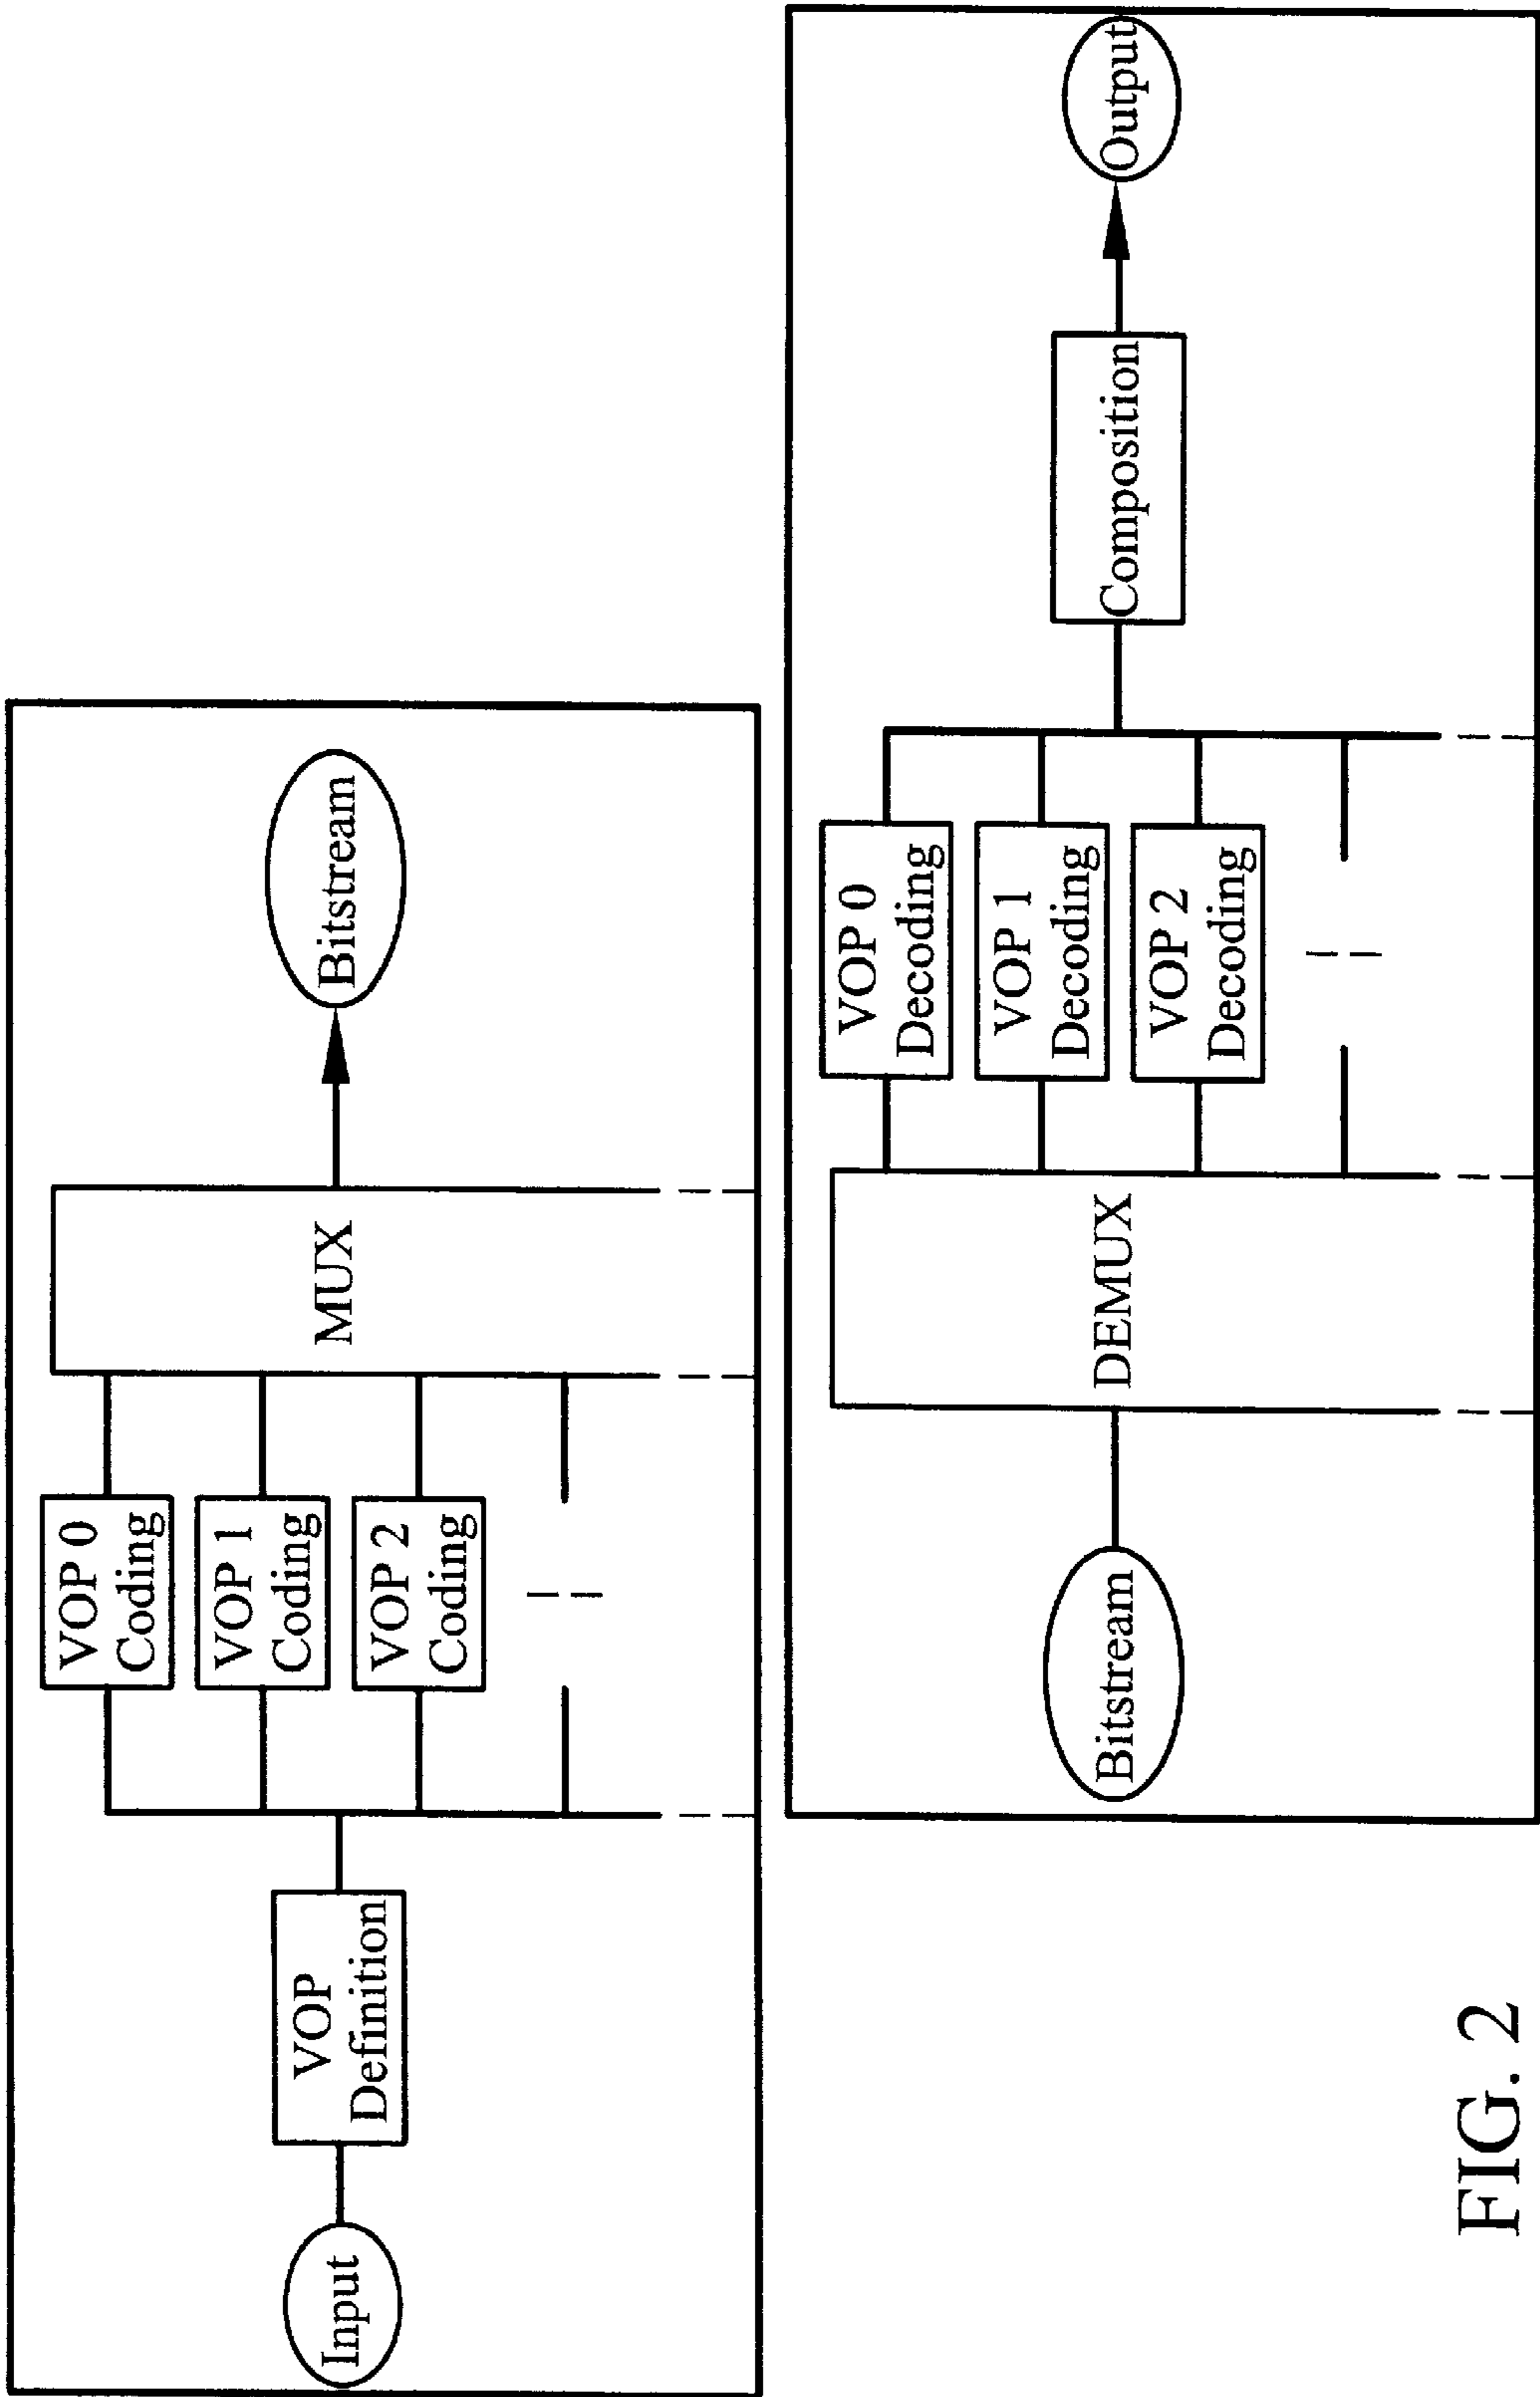 Input
VOP
Definition
VOP 0
Coding
VOP 1
Coding
VOP 2
Coding
MUX
Bitstream
Bitstream
DEMUX
VOP 0
Decoding
VOP 1
Decoding
VOP 2
Decoding
Composition
Output
FIG. 2